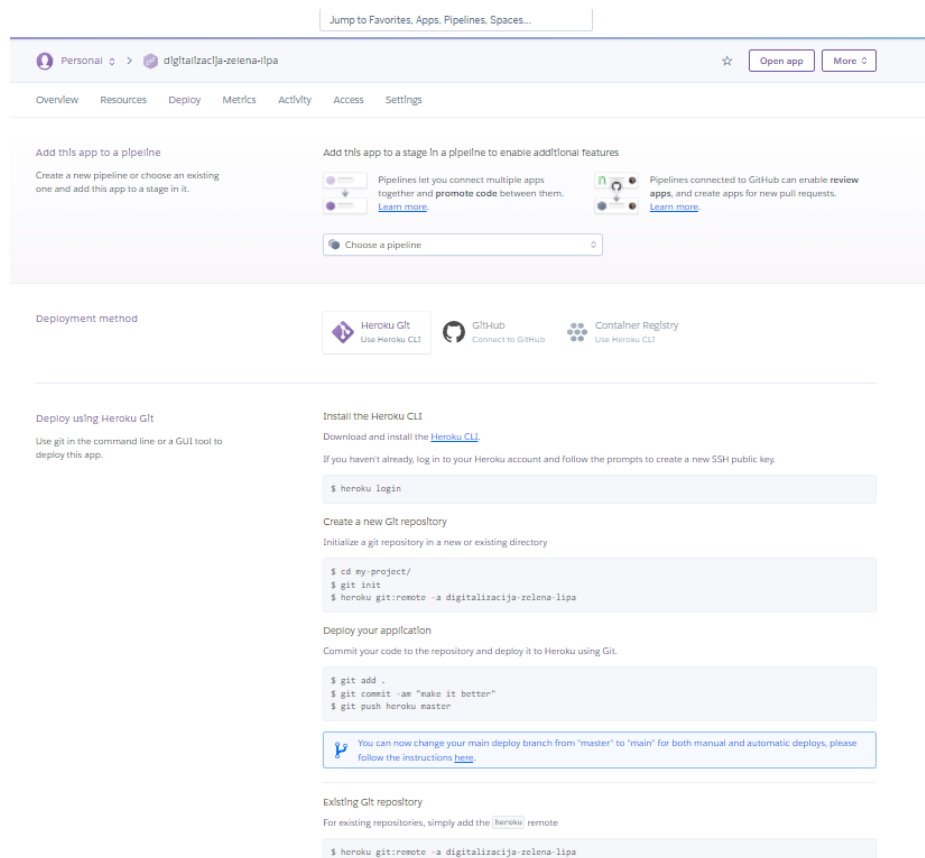 Jump to Favorites, Apps, Pipelines, Spaces...
Personal > digitalizacija-zelena-lipa
Open app
More
Overview Resources Deploy Metrics Activity Access Settings
Add this app to a pipeline
Create a new pipeline or choose an existing
one and add this app to a stage in it.
Add this app to a stage in a pipeline to enable additional features
Pipelines let you connect multiple apps
together and promote code between them.
Learn more.
Pipelines connected to GitHub can enable review
apps, and create apps for new pull requests.
Learn more.
Choose a pipeline
Deployment method
Heroku Git
Use Heroku CLI
GitHub
Connect to GitHub
Container Registry
Use Heroku CLI
Deploy using Heroku Git
Use git in the command line or a GUI tool to
deploy this app.
Install the Heroku CLI
Download and install the Heroku CLI.
If you haven't already, log in to your Heroku account and follow the prompts to create a new SSH public key.
$ heroku login
Create a new Git repository
Initialize a git repository in a new or existing directory
$ cd my-project/
$ git init
$ heroku git:remote -a digitalizacija-zelena-lipa
Deploy your application
Commit your code to the repository and deploy it to Heroku using Git.
$ git add .
$ git commit -am "make it better"
$ git push heroku master
You can now change your main deploy branch from "master" to "main" for both manual and automatic deploys, please
follow the instructions here.
Existing Git repository
For existing repositories, simply add the heroku remote
$ heroku git:remote -a digitalizacija-zelena-lipa